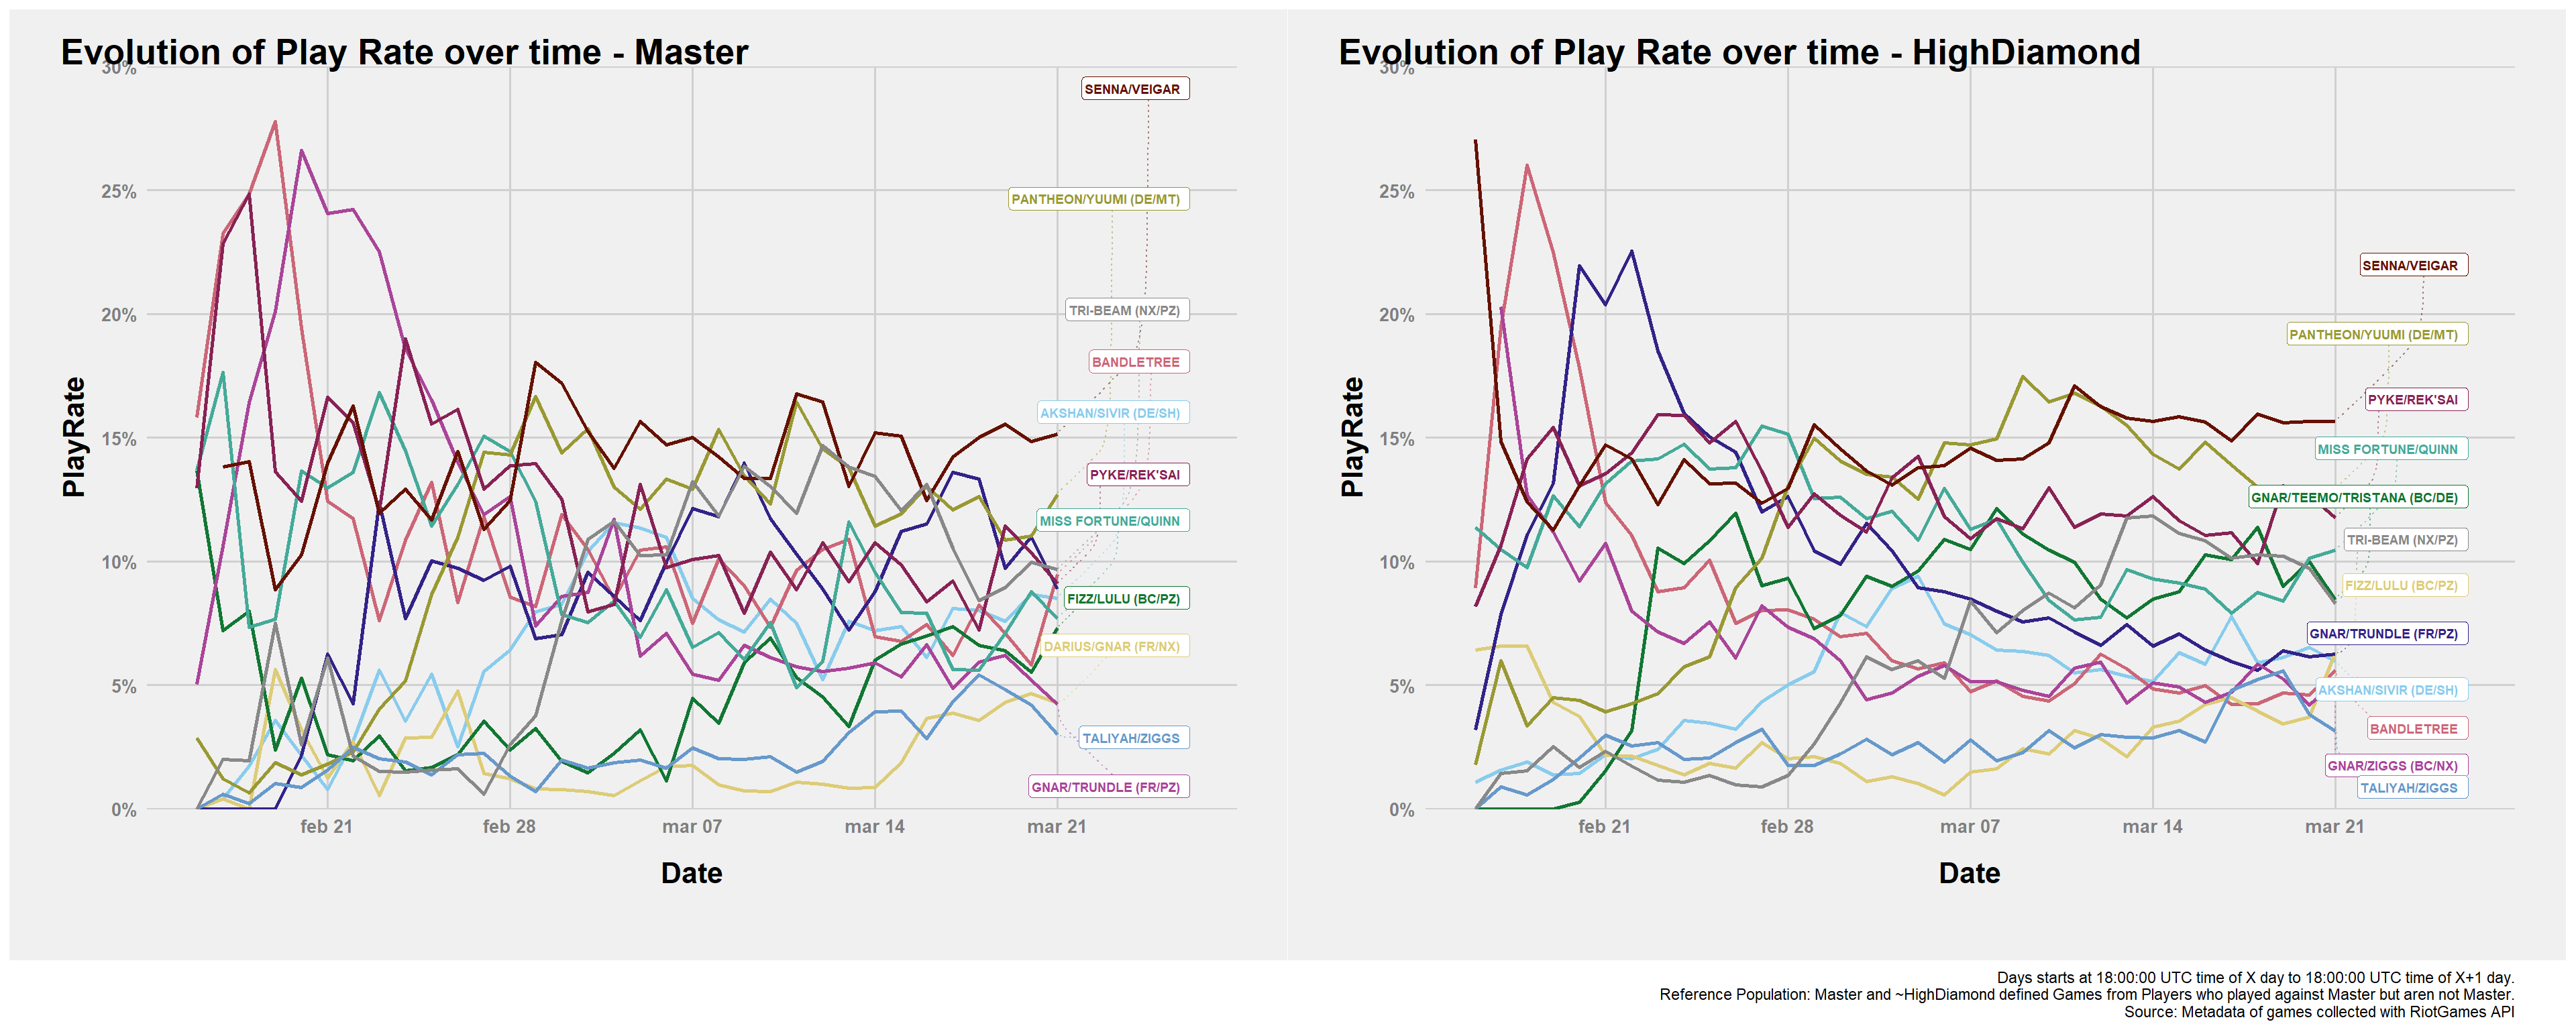 Evolution of Play Rate over time - Master
30%
25%
20%
15%
10%
5%
0%
PlayRate
SENNA/VEIGAR
PANTHEON/YUUMI (DE/MT)
TRI-BEAM (NX/PZ)
BANDLETREE
AKSHAN/SIVIR (DE/SH)
PYKE/REK'SAI
MISS FORTUNE/QUINN
FIZZ/LULU (BC/PZ)
DARIUS/GNAR (FR/NX)
TALIYAH/ZIGGS
GNAR/TRUNDLE (FR/PZ)
feb 21
feb 28
mar 07
mar 14
mar 21
Date
Evolution of Play Rate over time - HighDiamond
30%
25%
20%
15%
10%
5%
0%
PlayRate
SENNA/VEIGAR
PANTHEON/YUUMI (DE/MT)
PYKE/REK'SAI
MISS FORTUNE/QUINN
GNAR/TEEMO/TRISTANA (BC/DE)
TRI-BEAM (NX/PZ)
FIZZ/LULU (BC/PZ)
GNAR/TRUNDLE (FR/PZ)
AKSHAN/SIVIR (DE/SH)
BANDLETREE
GNAR/ZIGGS (BC/NX)
TALIYAH/ZIGGS
feb 21
feb 28
mar 07
mar 14
mar 21
Date
Days starts at 18:00:00 UTC time of X day to 18:00:00 UTC time of X+1 day.
Reference Population: Master and ~HighDiamond defined Games from Players who played against Master but aren not Master.
Source: Metadata of games collected with RiotGames API